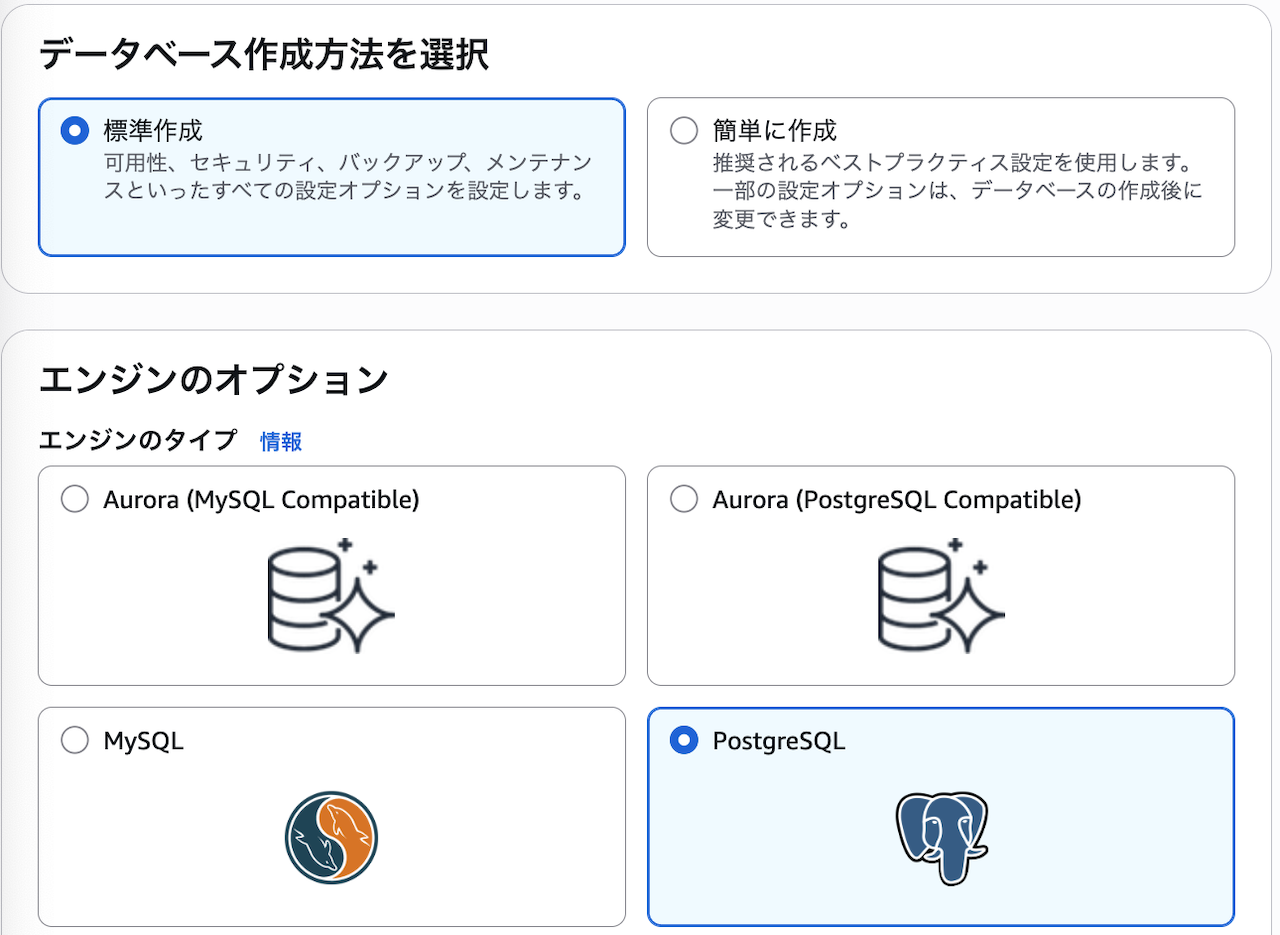 データベース作成方法を選択
標準作成
可用性、セキュリティ、バックアップ、メンテナン
スといったすべての設定オプションを設定します。
簡単に作成
推奨されるベストプラクティス設定を使用します。
一部の設定オプションは、データベースの作成後に
変更できます。
エンジンのオプション
エンジンのタイプ 情報
Aurora (MySQL Compatible)
Aurora (PostgreSQL Compatible)
MySQL
PostgreSQL